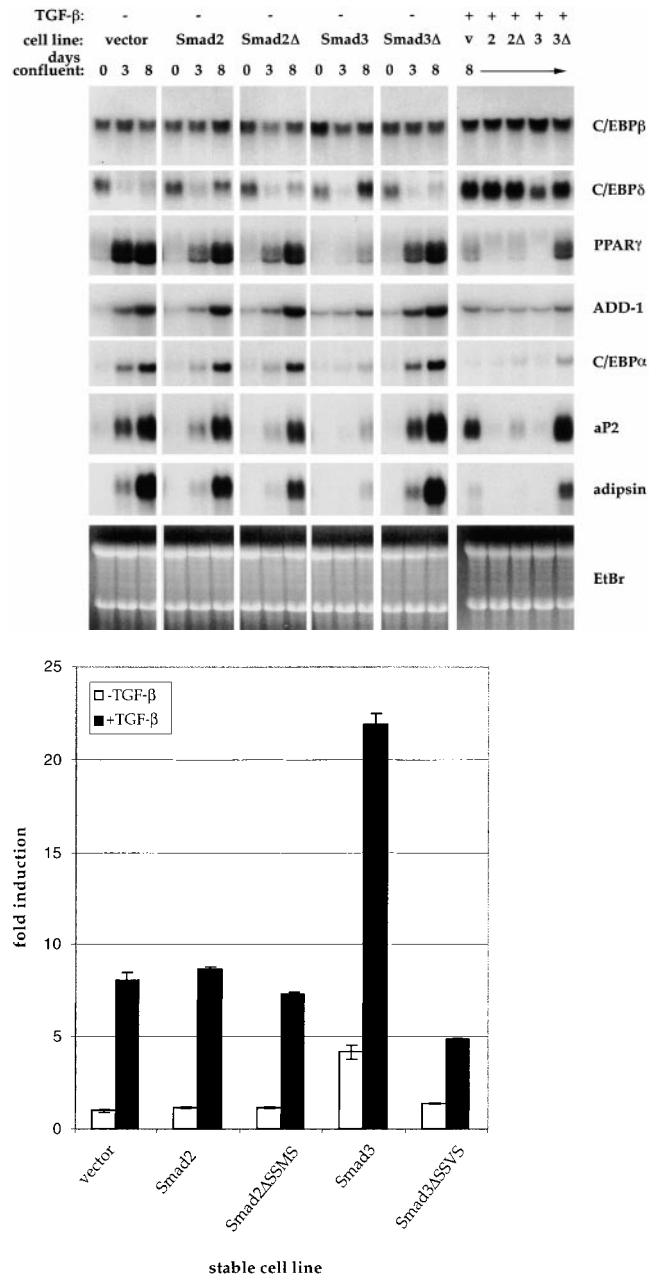 TGF-β: - - - - - + + + + +
cell line: vector Smad2 Smad2Δ Smad3 Smad3Δ v 2 2Δ 3 3Δ
days
confluent: 0 3 8 0 3 8 0 3 8 0 3 8 0 3 8 8
C/EBPβ
C/EBPδ
PPARγ
ADD-1
C/EBPα
aP2
adipsin
EtBr
25
-TGF-β
+TGF-β
20
15
10
5
0
fold induction
vector
Smad2
Smad2ΔSSMS
Smad3
Smad3ΔSSVS
stable cell line